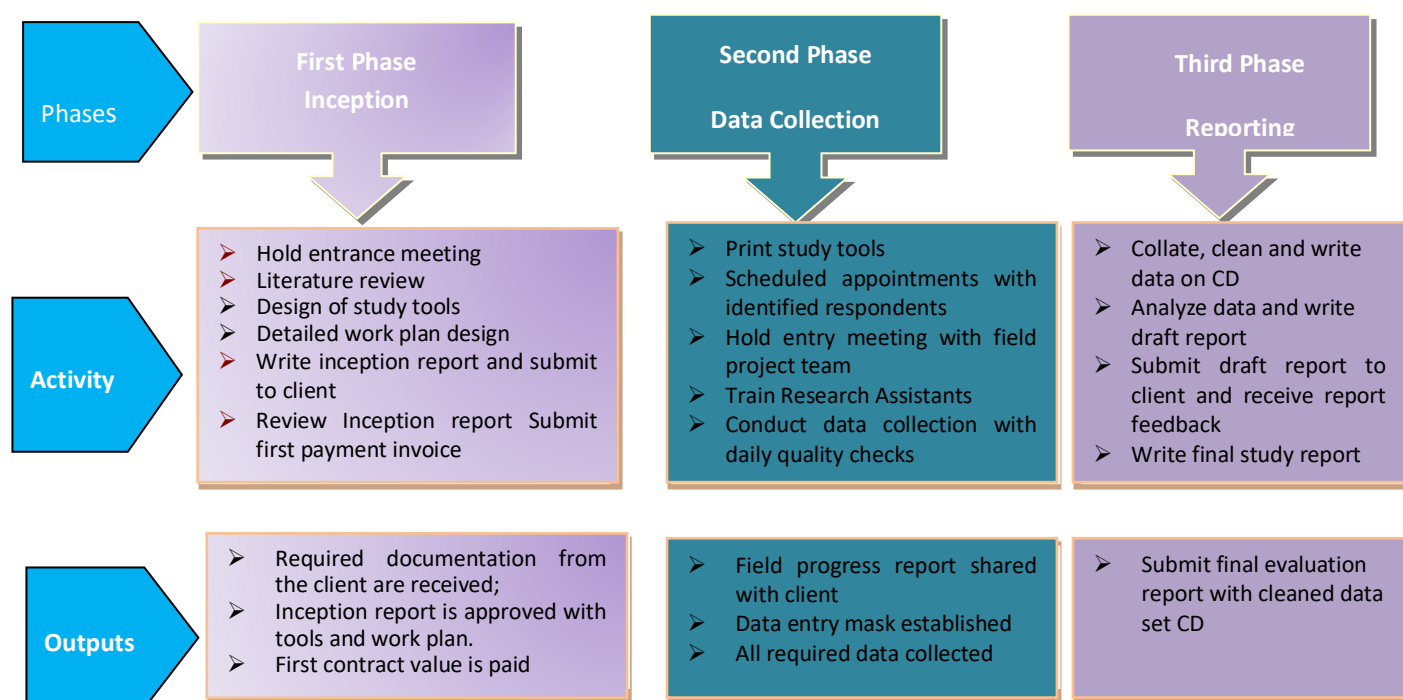 Phases
First Phase
Inception
Second Phase
Data Collection
Third Phase
Reporting
Activity
➢ Hold entrance meeting
➢ Literature review
➢ Design of study tools
➢ Detailed work plan design
➢ Write inception report and submit
to client
➢ Review Inception report Submit
first payment invoice
➢ Print study tools
➢ Scheduled appointments with
identified respondents
➢ Hold entry meeting with field
project team
➢ Train Research Assistants
➢ Conduct data collection with
daily quality checks
➢ Collate, clean and write
data on CD
➢ Analyze data and write
draft report
➢ Submit draft report to
client and receive report
feedback
➢ Write final study report
Outputs
➢ Required documentation from
the client are received;
➢ Inception report is approved with
tools and work plan.
➢ First contract value is paid
➢ Field progress report shared
with client
➢ Data entry mask established
➢ All required data collected
➢ Submit final evaluation
report with cleaned data
set CD